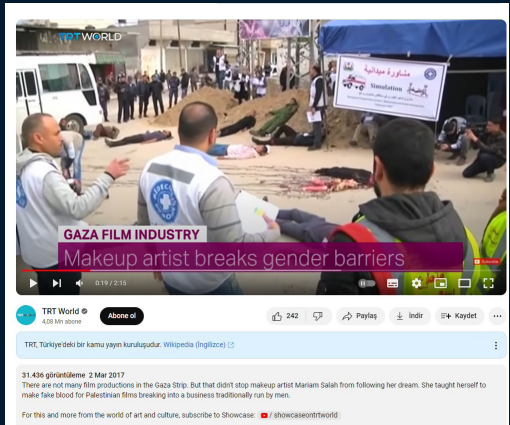 TRT WORLD
مناورة ميدانية
Simulation
GAZA FILM INDUSTRY
Makeup artist breaks gender barriers
0:19 / 2:15
TRT World
4,08 Mn abone
Abone ol
242
Paylaş
İndir
Kaydet
TRT, Türkiye'deki bir kamu yayın kuruluşudur. Wikipedia (İngilizce)
31.436 görüntüleme 2 Mar 2017
There are not many film productions in the Gaza Strip. But that didn't stop makeup artist Mariam Salah from following her dream. She taught herself to
make fake blood for Palestinian films breaking into a business traditionally run by men.
For this and more from the world of art and culture, subscribe to Showcase: / showcaseontrtworld